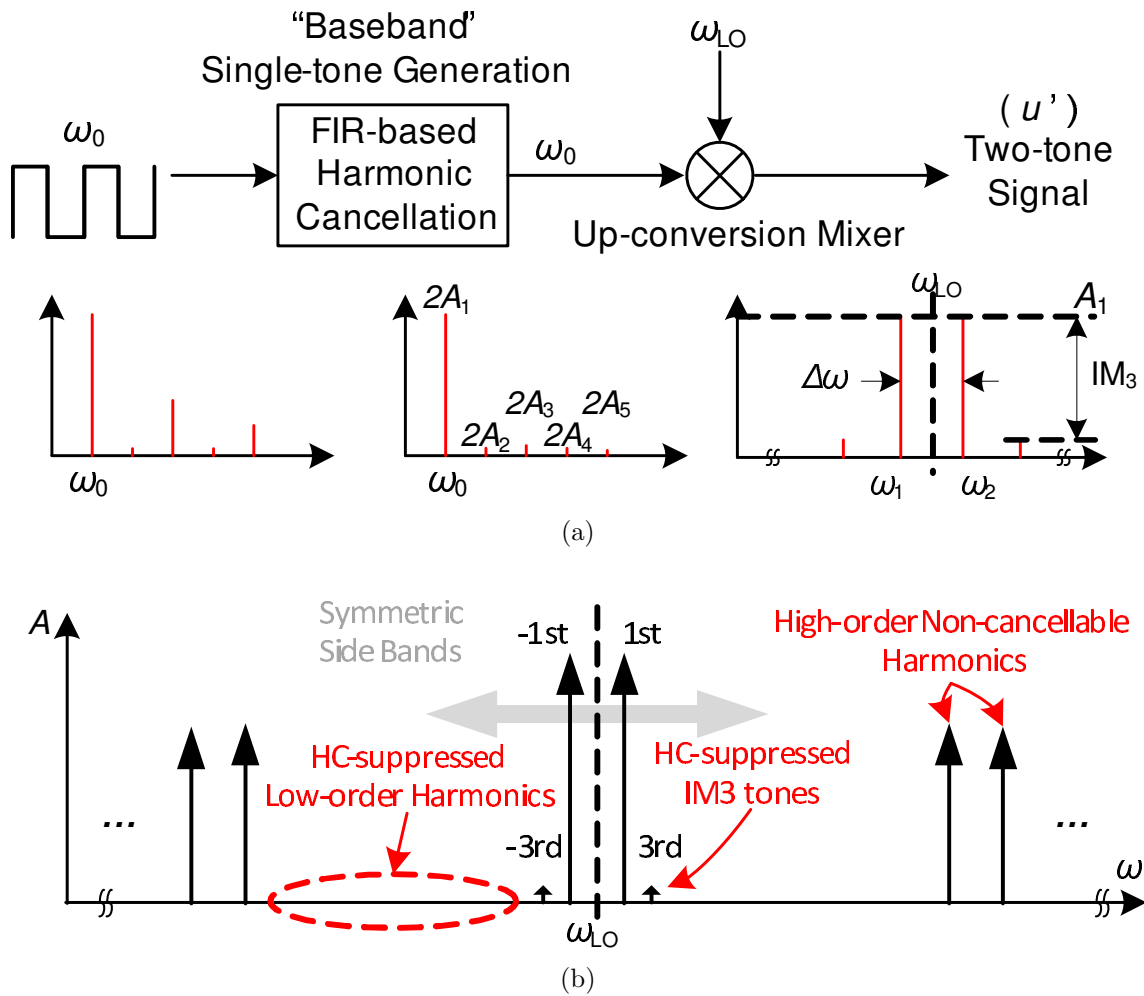 “Baseband”
Single-tone Generation
ω0
FIR-based
Harmonic
Cancellation
ω0
ωLO
Up-conversion Mixer
(u’)
Two-tone
Signal
ω0
2A1
2A2
2A3
2A4
2A5
ω0
ωLO
A1
Δω
IM3
ω1
ω2
(a)
A
Symmetric
Side Bands
-1st
1st
High-order Non-cancellable
Harmonics
HC-suppressed
Low-order Harmonics
HC-suppressed
IM3 tones
...
-3rd
3rd
...
ω
ωLO
(b)